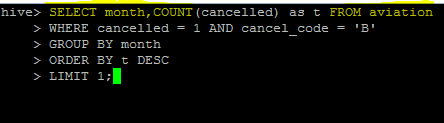 hive> SELECT month,COUNT(cancelled) as t FROM aviation
> WHERE cancelled = 1 AND cancel_code = 'B'
> GROUP BY month
> ORDER BY t DESC
> LIMIT 1;